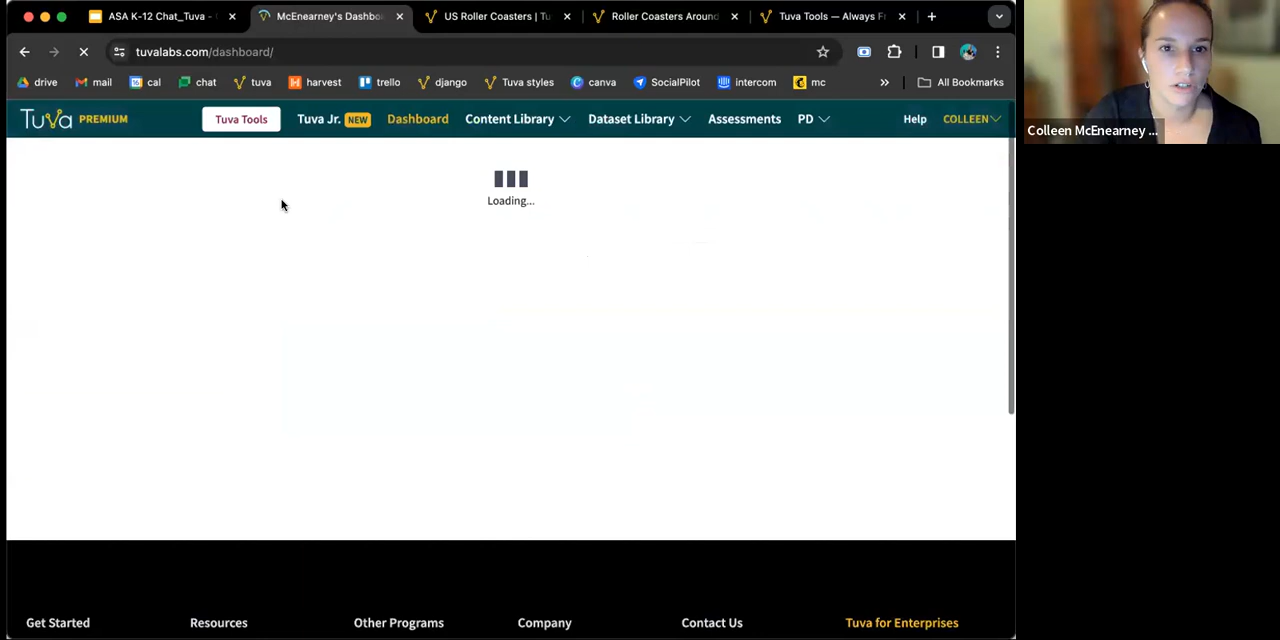 ASA K-12 Chat_Tuva -
McEnearney's Dashbo
US Roller Coasters | Tu
Roller Coasters Around
Tuva Tools — Always Fr
tuvalabs.com/dashboard/
drive
mail
cal
chat
tuva
harvest
trello
django
Tuva styles
canva
SocialPilot
intercom
mc
All Bookmarks
Tuva PREMIUM
Tuva Tools
Tuva Jr. NEW
Dashboard
Content Library
Dataset Library
Assessments
PD
Help
COLLEEN
Colleen McEnearney ...
Loading...
Get Started
Resources
Other Programs
Company
Contact Us
Tuva for Enterprises